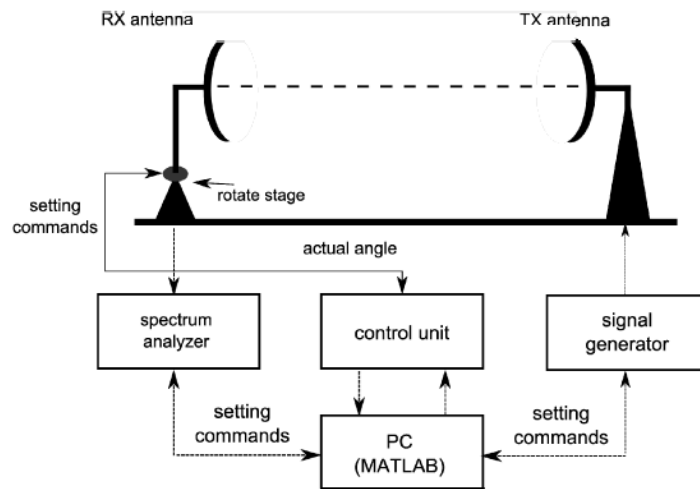 RX antenna
TX antenna
rotate stage
setting
commands
actual angle
spectrum
analyzer
control unit
signal
generator
setting
commands
setting
commands
PC
(MATLAB)